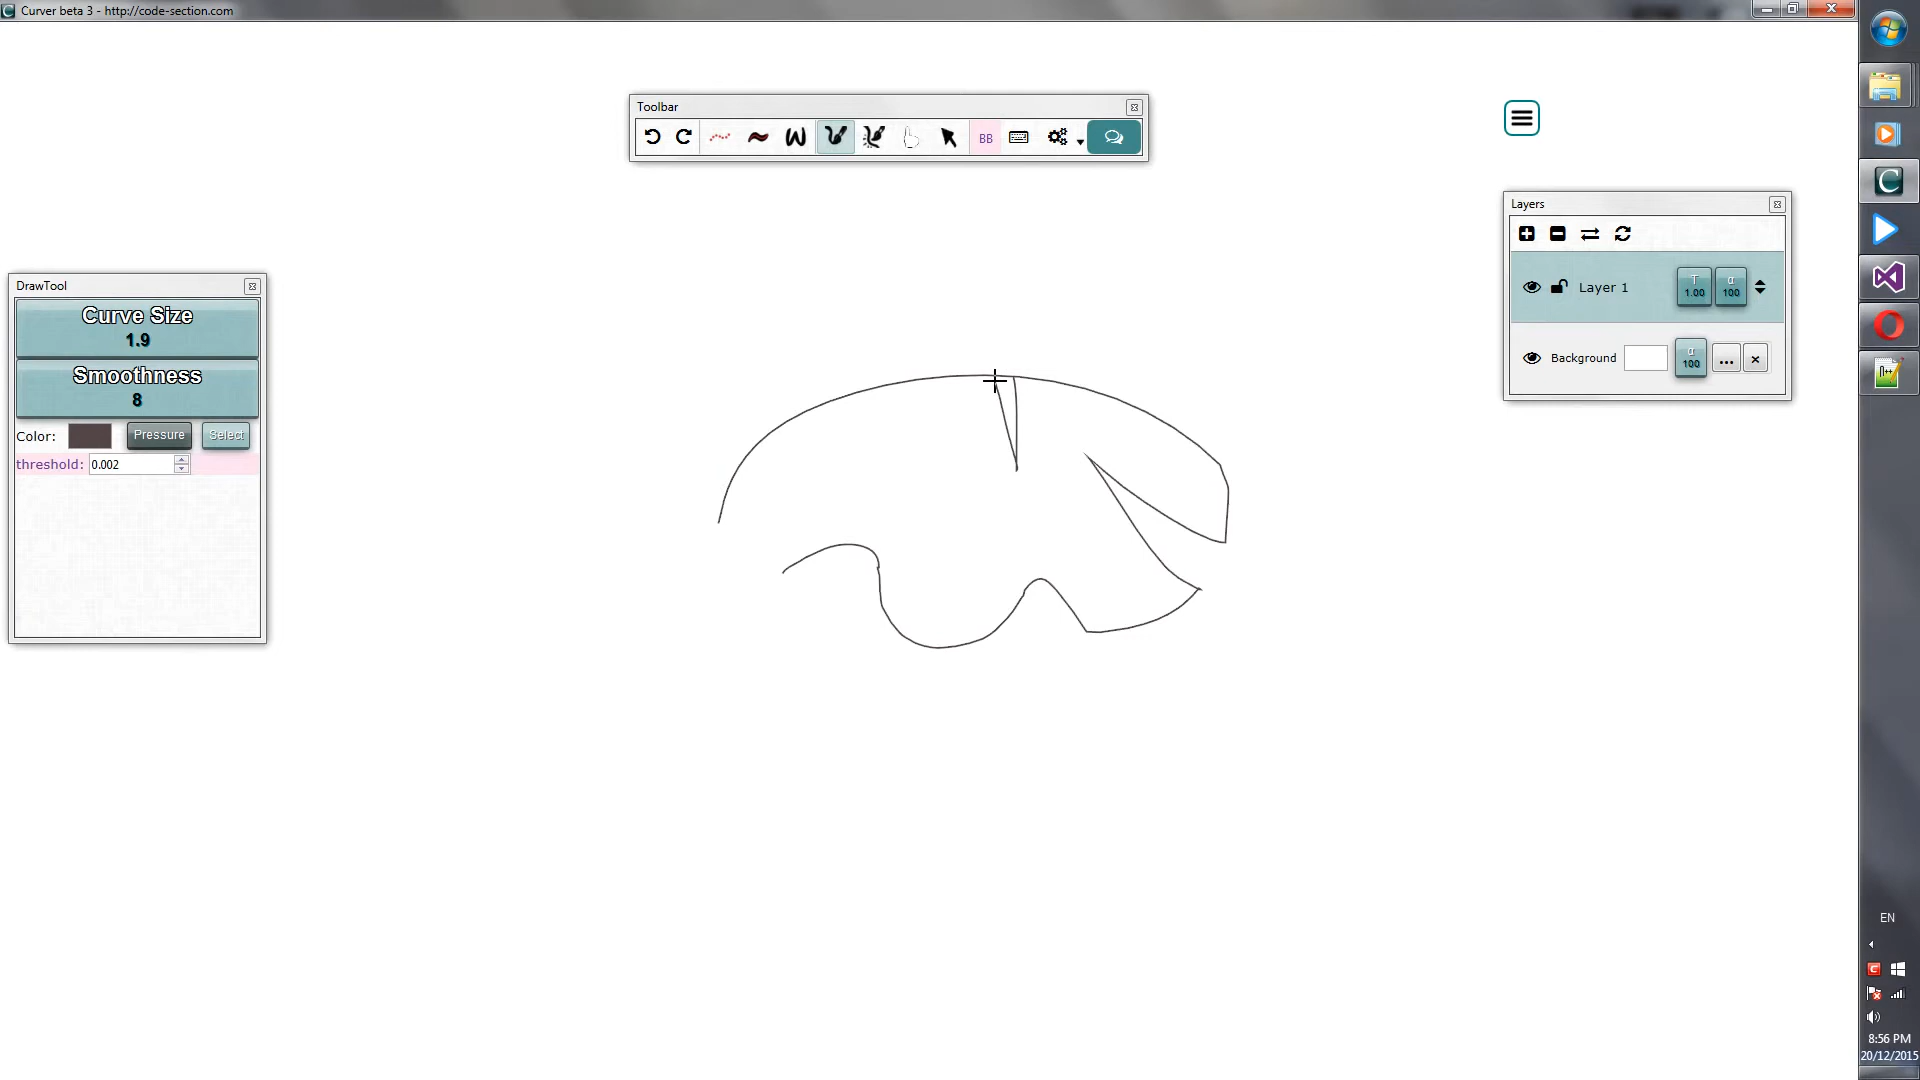 Curver beta 3 - http://code-section.com
Toolbar
BB
Layers
Layer 1
T
1.00
α
100
Background
α
100
...
DrawTool
Curve Size
1.9
Smoothness
8
Color:
Pressure
Select
threshold:
0.002
EN
8:56 PM
20/12/2015